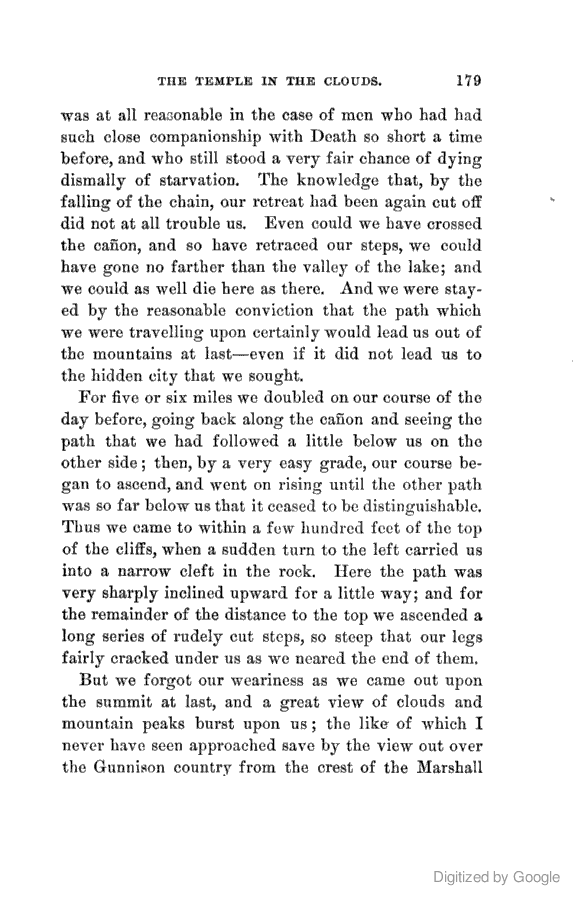 THE TEMPLE IN THE CLOUDS. 179
was at all reasonable in the case of men who had had
such close companionship with Death so short a time
before, and who still stood a very fair chance of dying
dismally of starvation. The knowledge that, by the
falling of the chain, our retreat had been again cut off
did not at all trouble us. Even could we have crossed
the cañon, and so have retraced our steps, we could
have gone no farther than the valley of the lake; and
we could as well die here as there. And we were stay-
ed by the reasonable conviction that the path which
we were travelling upon certainly would lead us out of
the mountains at last—even if it did not lead us to
the hidden city that we sought.
For five or six miles we doubled on our course of the
day before, going back along the cañon and seeing the
path that we had followed a little below us on the
other side; then, by a very easy grade, our course be-
gan to ascend, and went on rising until the other path
was so far below us that it ceased to be distinguishable.
Thus we came to within a few hundred feet of the top
of the cliffs, when a sudden turn to the left carried us
into a narrow cleft in the rock. Here the path was
very sharply inclined upward for a little way; and for
the remainder of the distance to the top we ascended a
long series of rudely cut steps, so steep that our legs
fairly cracked under us as we neared the end of them.
But we forgot our weariness as we came out upon
the summit at last, and a great view of clouds and
mountain peaks burst upon us; the like of which I
never have seen approached save by the view out over
the Gunnison country from the crest of the Marshall
Digitized by Google